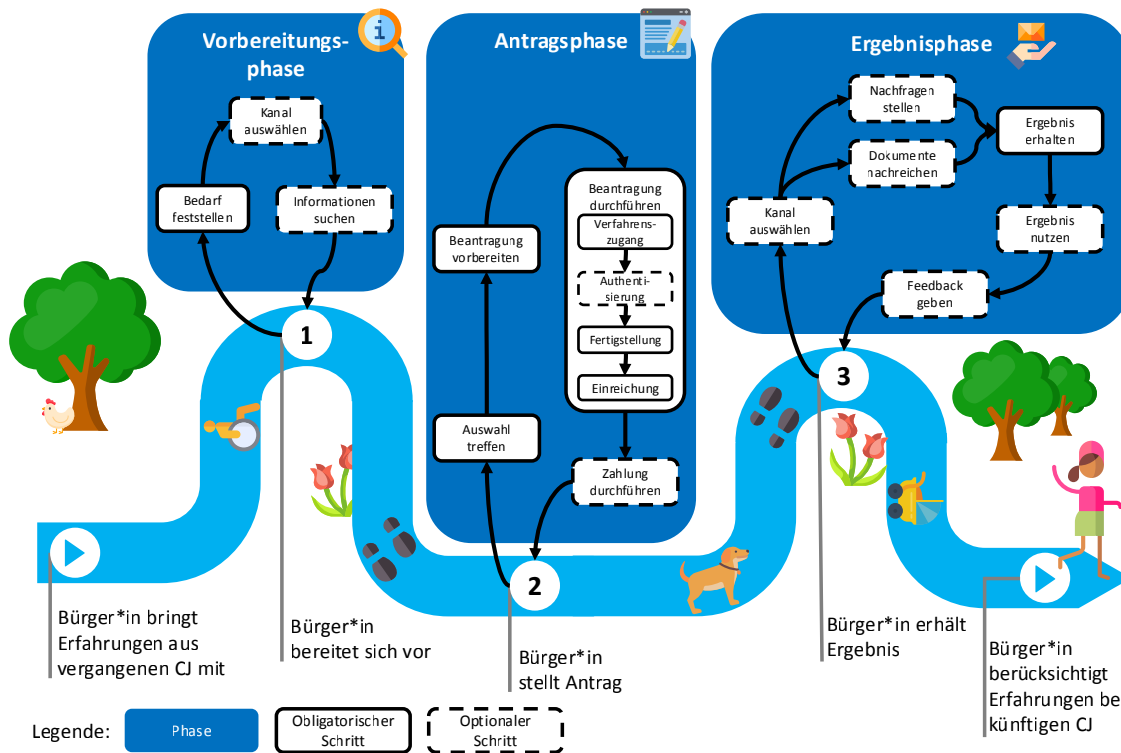 Vorbereitungs-
phase
Kanal
auswählen
Bedarf
feststellen
Informationen
suchen
1
Antragsphase
Beantragung
durchführen
Verfahrens-
zugang
Authenti-
sierung
Fertigstellung
Einreichung
Beantragung
vorbereiten
Auswahl
treffen
Zahlung
durchführen
2
Ergebnisphase
Nachfragen
stellen
Dokumente
nachreichen
Ergebnis
erhalten
Kanal
auswählen
Ergebnis
nutzen
Feedback
geben
3
Bürger*in bringt
Erfahrungen aus
vergangenen CJ mit
Bürger*in
bereitet sich vor
Bürger*in
stellt Antrag
Bürger*in erhält
Ergebnis
Bürger*in
berücksichtigt
Erfahrungen be
künftigen CJ
Legende:
Phase
Obligatorischer
Schritt
Optionaler
Schritt